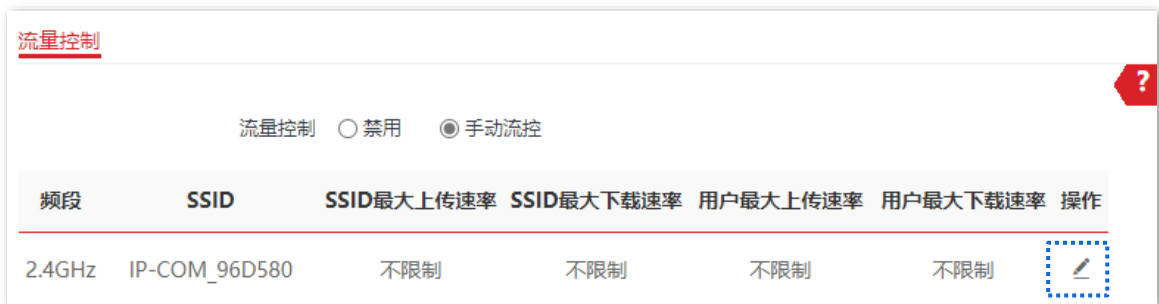 流量控制
?
流量控制 禁用 手动流控
频段 SSID SSID最大上传速率 SSID最大下载速率 用户最大上传速率 用户最大下载速率 操作
2.4GHz IP-COM_96D580 不限制 不限制 不限制 不限制